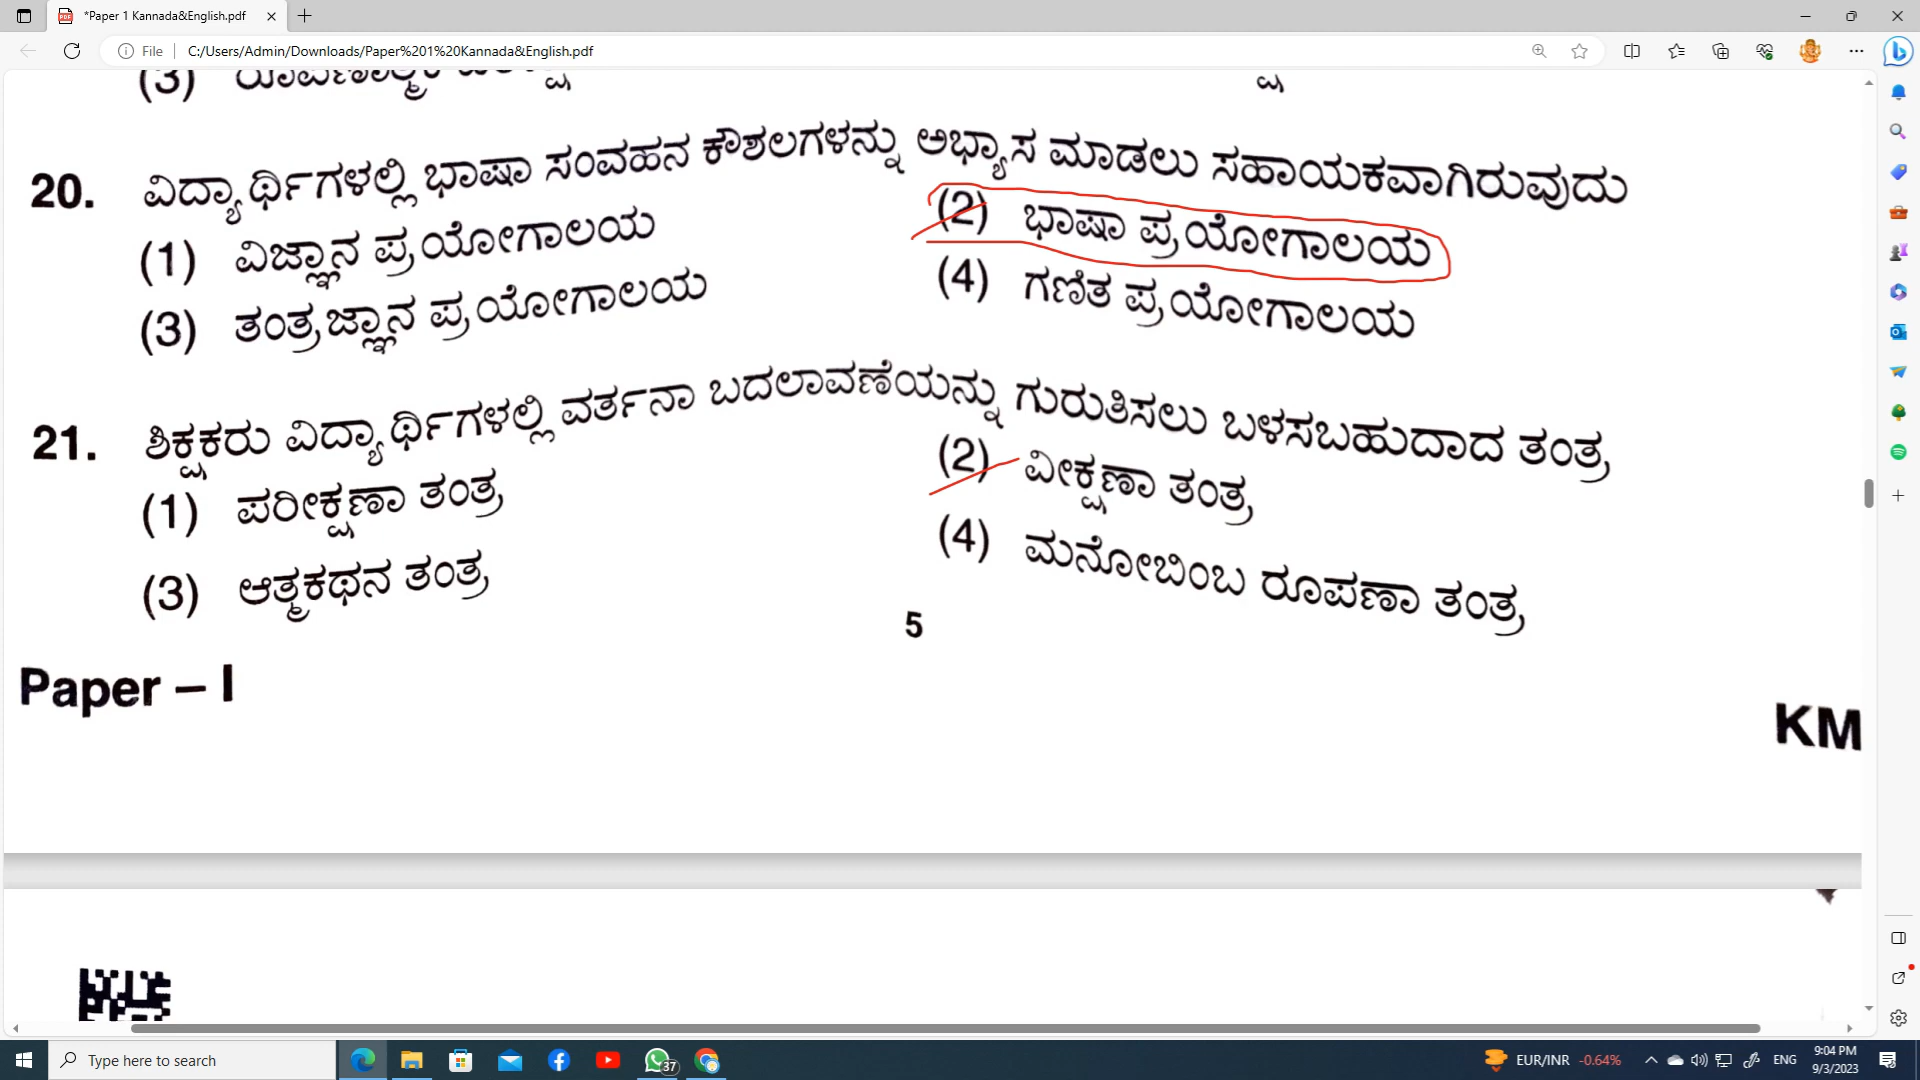 *Paper 1 Kannada&English.pdf
File
C:/Users/Admin/Downloads/Paper%201%20Kannada&English.pdf
(3)
20. ವಿದ್ಯಾರ್ಥಿಗಳಲ್ಲಿ ಭಾಷಾ ಸಂವಹನ ಕೌಶಲಗಳನ್ನು ಅಭ್ಯಾಸ ಮಾಡಲು ಸಹಾಯಕವಾಗಿರುವುದು
(1) ವಿಜ್ಞಾನ ಪ್ರಯೋಗಾಲಯ (2) ಭಾಷಾ ಪ್ರಯೋಗಾಲಯ
(3) ತಂತ್ರಜ್ಞಾನ ಪ್ರಯೋಗಾಲಯ (4) ಗಣಿತ ಪ್ರಯೋಗಾಲಯ
21. ಶಿಕ್ಷಕರು ವಿದ್ಯಾರ್ಥಿಗಳಲ್ಲಿ ವರ್ತನಾ ಬದಲಾವಣೆಯನ್ನು ಗುರುತಿಸಲು ಬಳಸಬಹುದಾದ ತಂತ್ರ
(1) ಪರೀಕ್ಷಣಾ ತಂತ್ರ (2) ವೀಕ್ಷಣಾ ತಂತ್ರ
(3) ಆತ್ಮಕಥನ ತಂತ್ರ (4) ಮನೋಬಿಂಬ ರೂಪಣಾ ತಂತ್ರ
5
Paper – I
KM
Type here to search
37
EUR/INR -0.64%
ENG
9:04 PM
9/3/2023